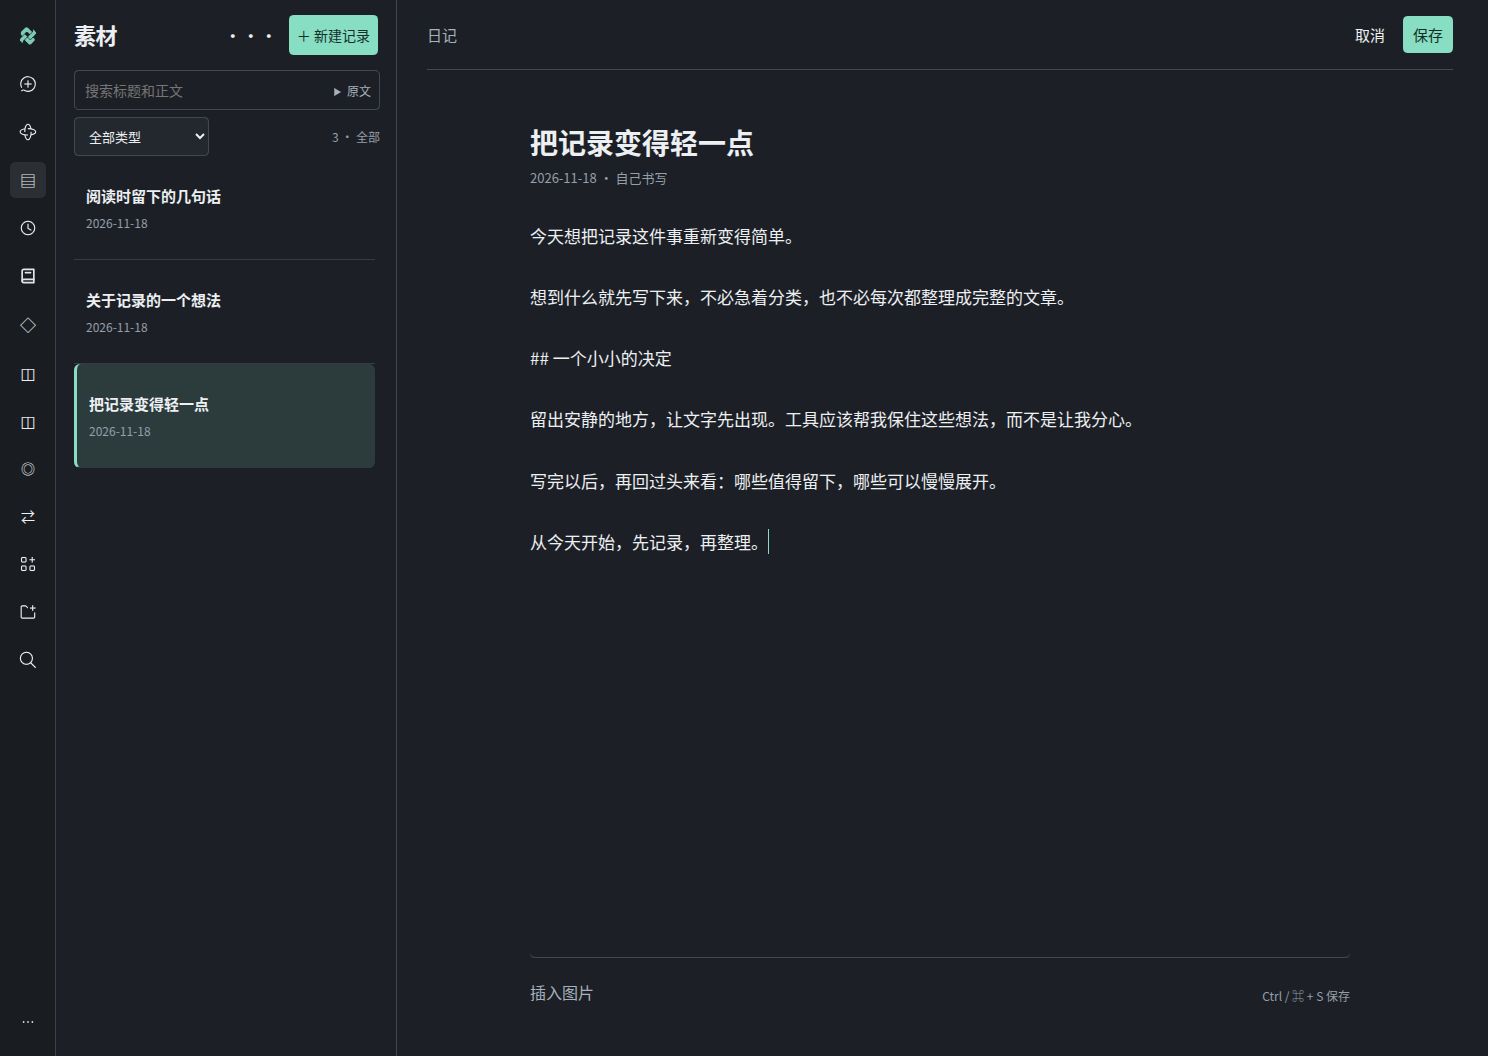 素材
· · ·
＋ 新建记录
搜索标题和正文
▶ 原文
全部类型
3 · 全部
阅读时留下的几句话
2026-11-18
关于记录的一个想法
2026-11-18
把记录变得轻一点
2026-11-18
日记
取消
保存
把记录变得轻一点
2026-11-18 · 自己书写
今天想把记录这件事重新变得简单。
想到什么就先写下来，不必急着分类，也不必每次都整理成完整的文章。
## 一个小小的决定
留出安静的地方，让文字先出现。工具应该帮我保住这些想法，而不是让我分心。
写完以后，再回过头来看：哪些值得留下，哪些可以慢慢展开。
从今天开始，先记录，再整理。
插入图片
Ctrl / ⌘ + S 保存